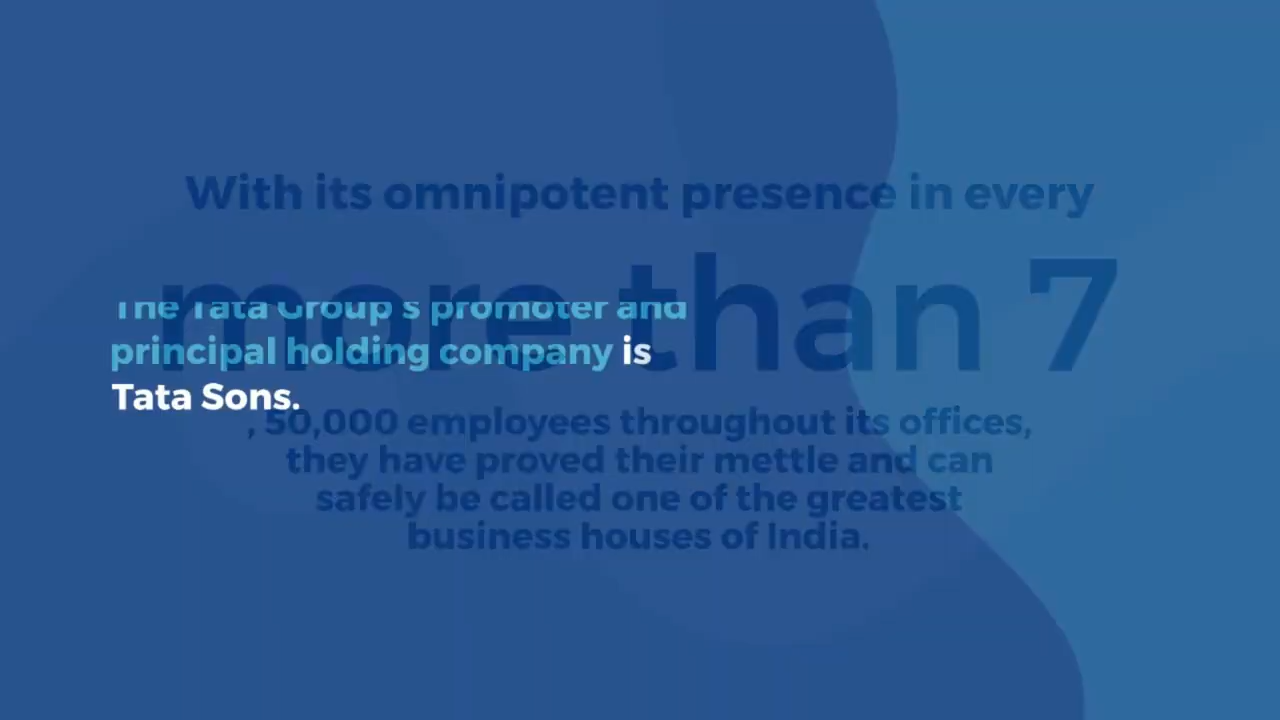 With its omnipotent presence in every
more than 7
The Tata Group's promoter and
principal holding company is
Tata Sons.
, 50,000 employees throughout its offices,
they have proved their mettle and can
safely be called one of the greatest
business houses of India.